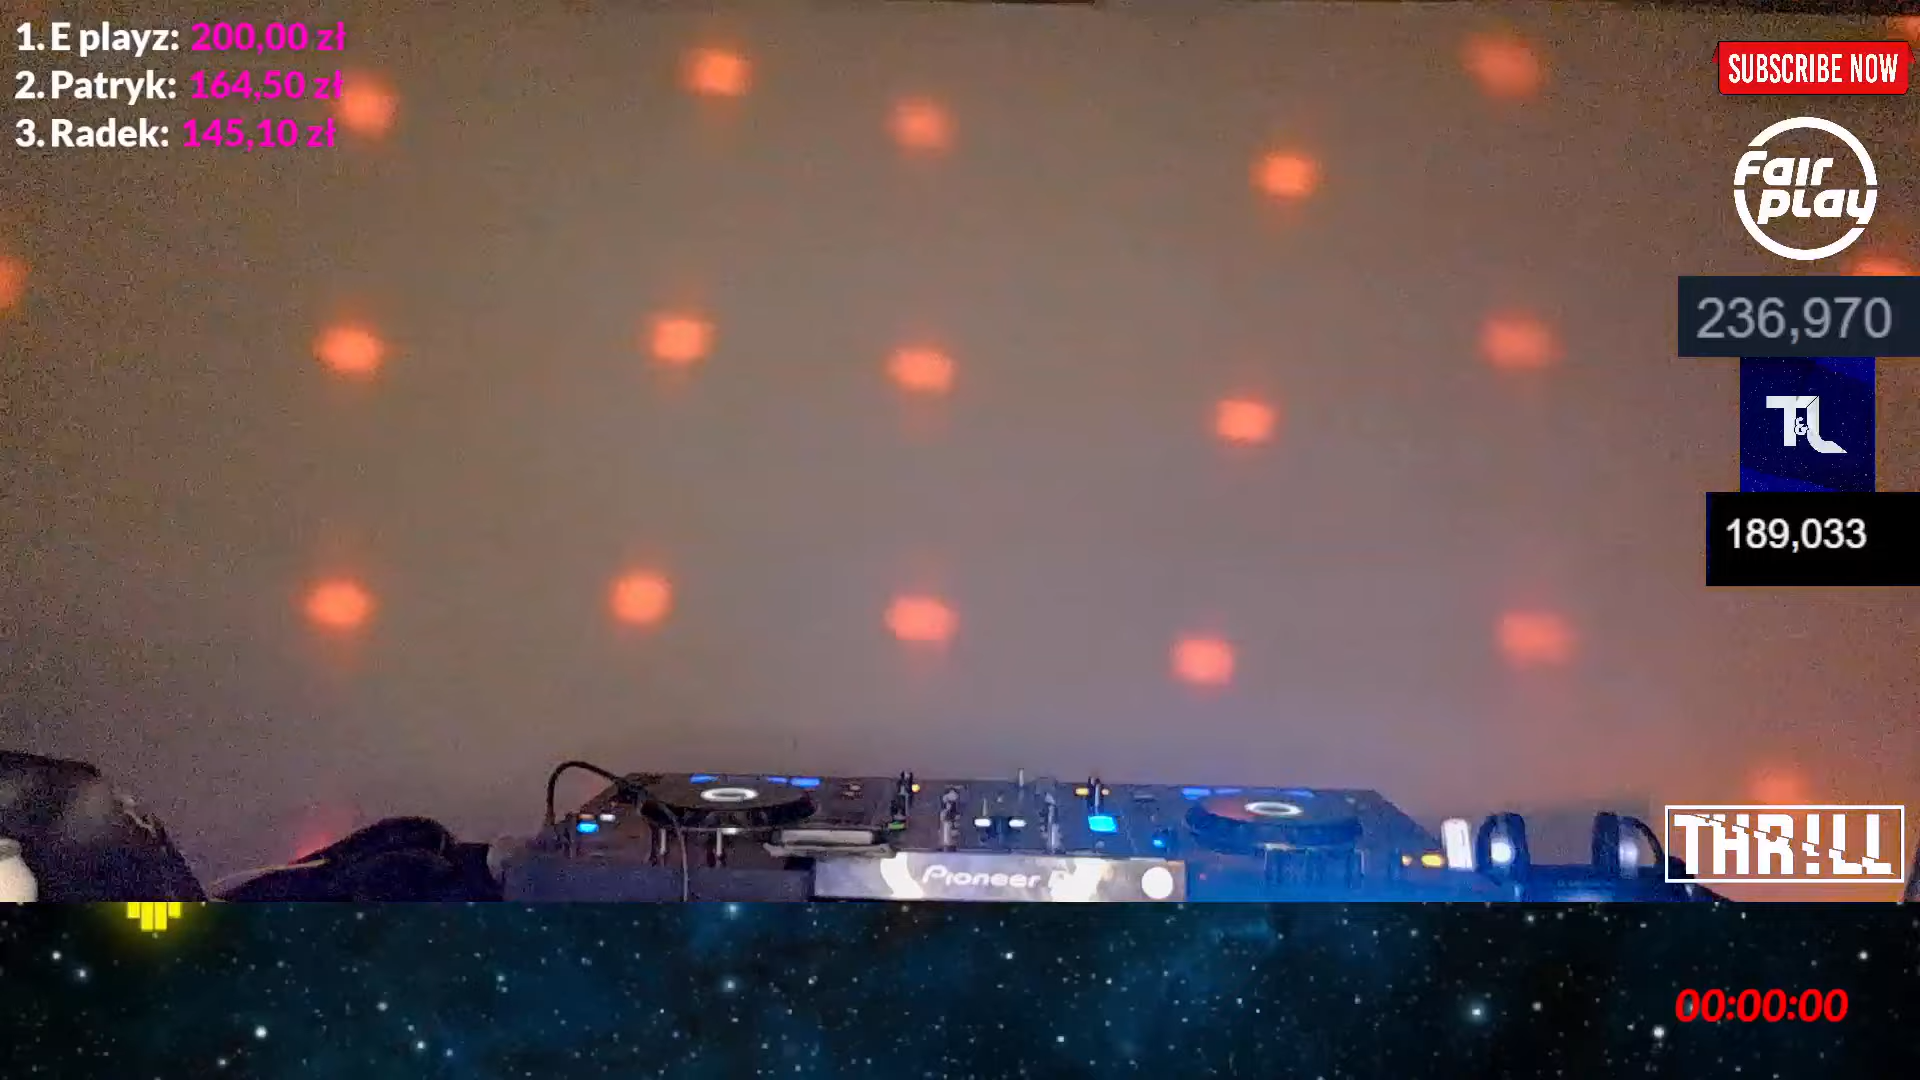 1. E playz: 200,00 zł
2. Patryk: 164,50 zł
3. Radek: 145,10 zł
SUBSCRIBE NOW
Fair
play
236,970
T&L
189,033
Pioneer
THR!LL
00:00:00